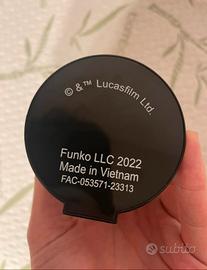 © & ™ Lucasfilm Ltd.
Funko LLC 2022
Made in Vietnam
FAC-053571-23313
subito